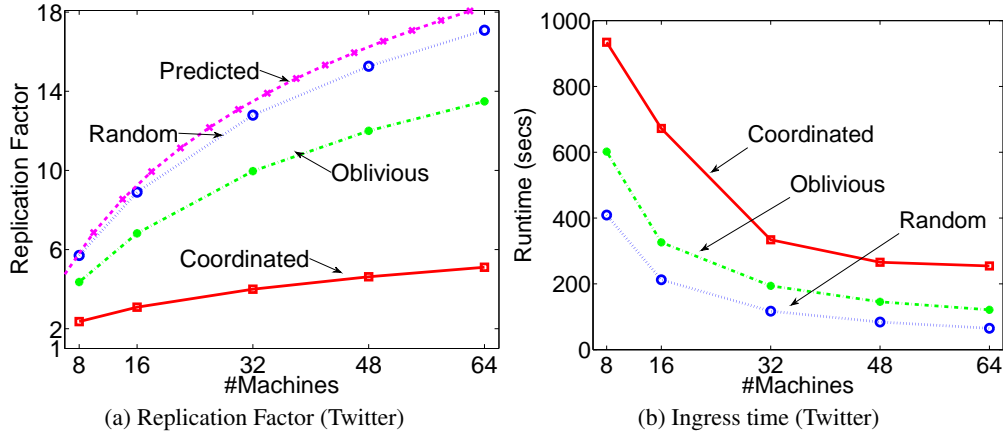 18
14
10
6
2
1
Replication Factor
Predicted
Random
Oblivious
Coordinated
8 16 32 48 64
#Machines
(a) Replication Factor (Twitter)
1000
800
600
400
200
0
Runtime (secs)
Coordinated
Oblivious
Random
8 16 32 48 64
#Machines
(b) Ingress time (Twitter)